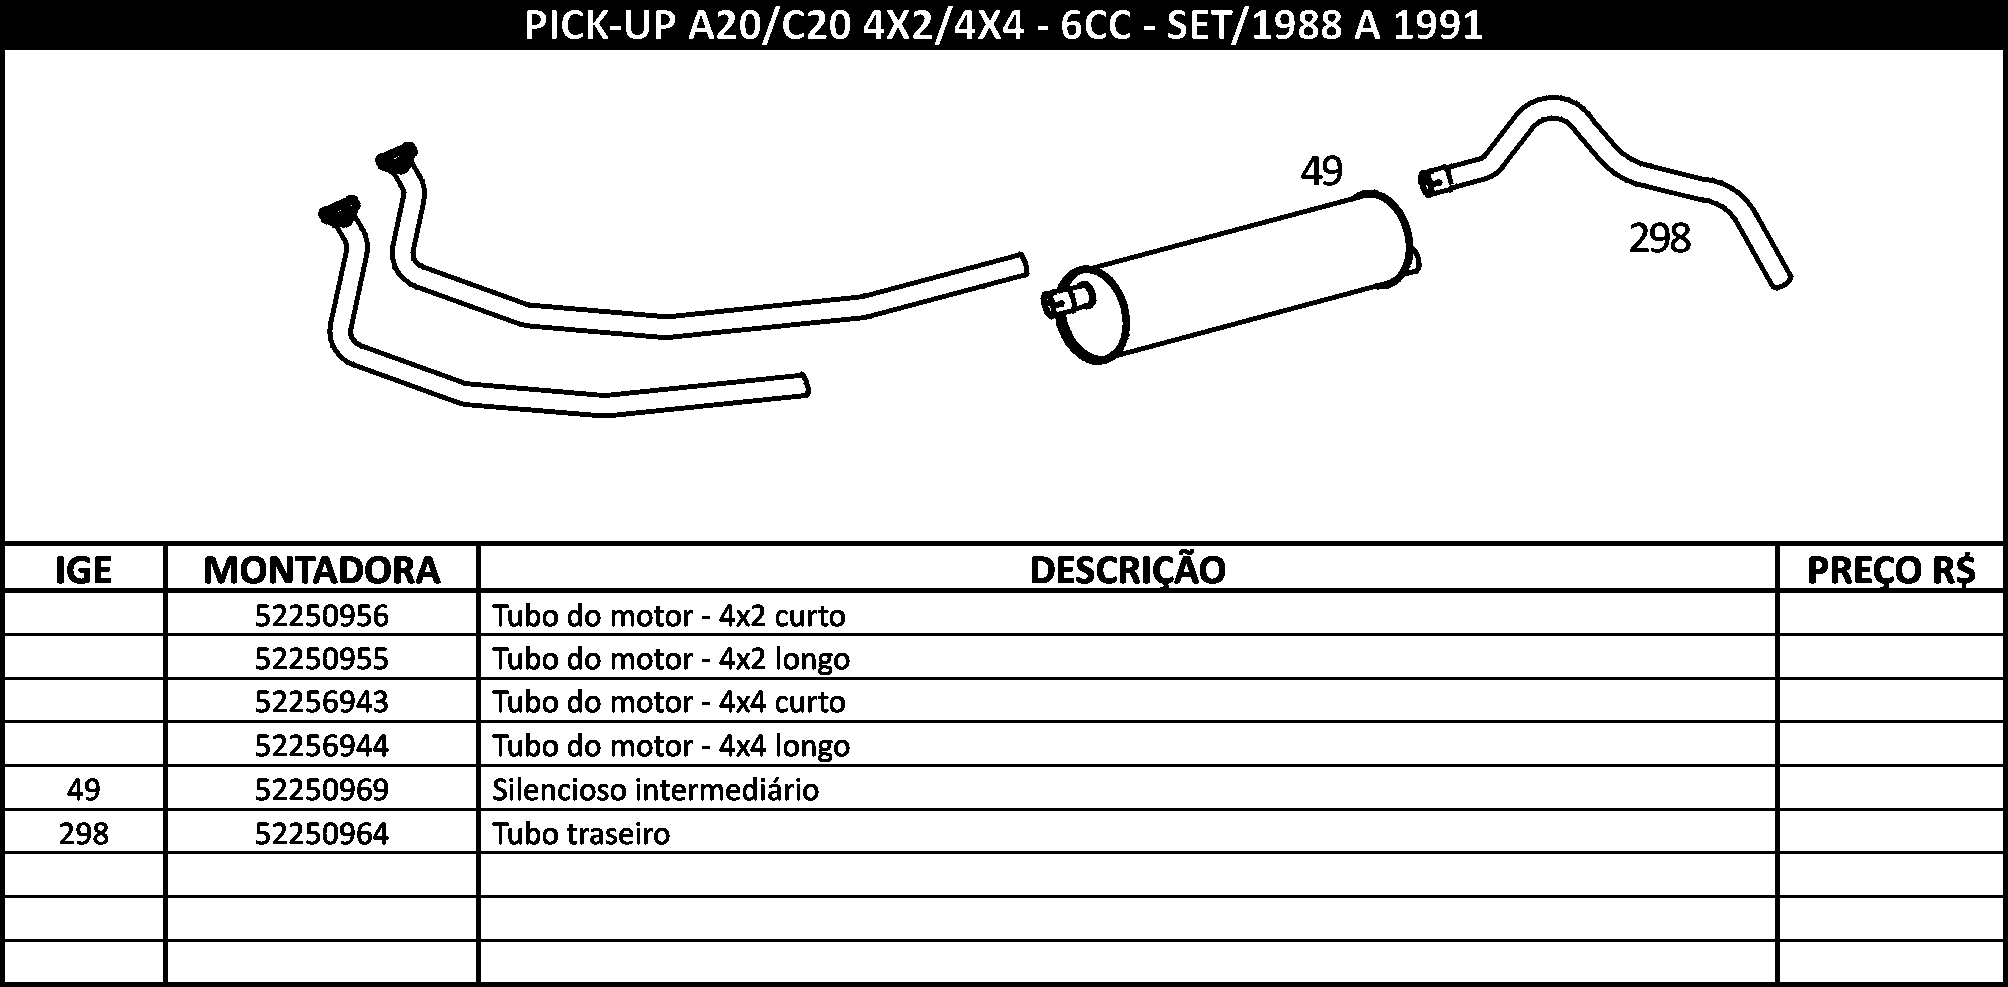 PICK-UP A20/C20 4X2/4X4 - 6CC - SET/1988 A 1991
49
298
IGE MONTADORA DESCRIÇÃO PREÇO R$
52250956 Tubo do motor - 4x2 curto
52250955 Tubo do motor - 4x2 longo
52256943 Tubo do motor - 4x4 curto
52256944 Tubo do motor - 4x4 longo
49 52250969 Silencioso intermediário
298 52250964 Tubo traseiro